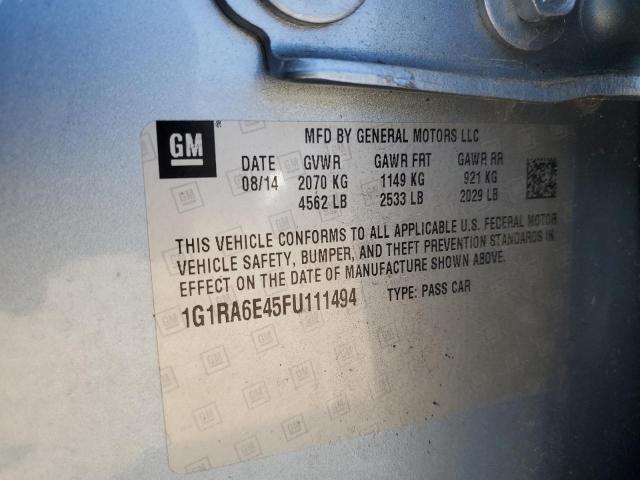 GM
MFD BY GENERAL MOTORS LLC
DATE GVWR GAWR FRT GAWR RR
08/14 2070 KG 1149 KG 921 KG
4562 LB 2533 LB 2029 LB
THIS VEHICLE CONFORMS TO ALL APPLICABLE U.S. FEDERAL MOTOR
VEHICLE SAFETY, BUMPER, AND THEFT PREVENTION STANDARDS IN
EFFECT ON THE DATE OF MANUFACTURE SHOWN ABOVE.
1G1RA6E45FU111494 TYPE: PASS CAR